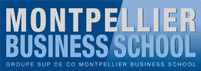 MONTPELLIER
BUSINESS SCHOOL
GROUPE SUP DE CO MONTPELLIER BUSINESS SCHOOL